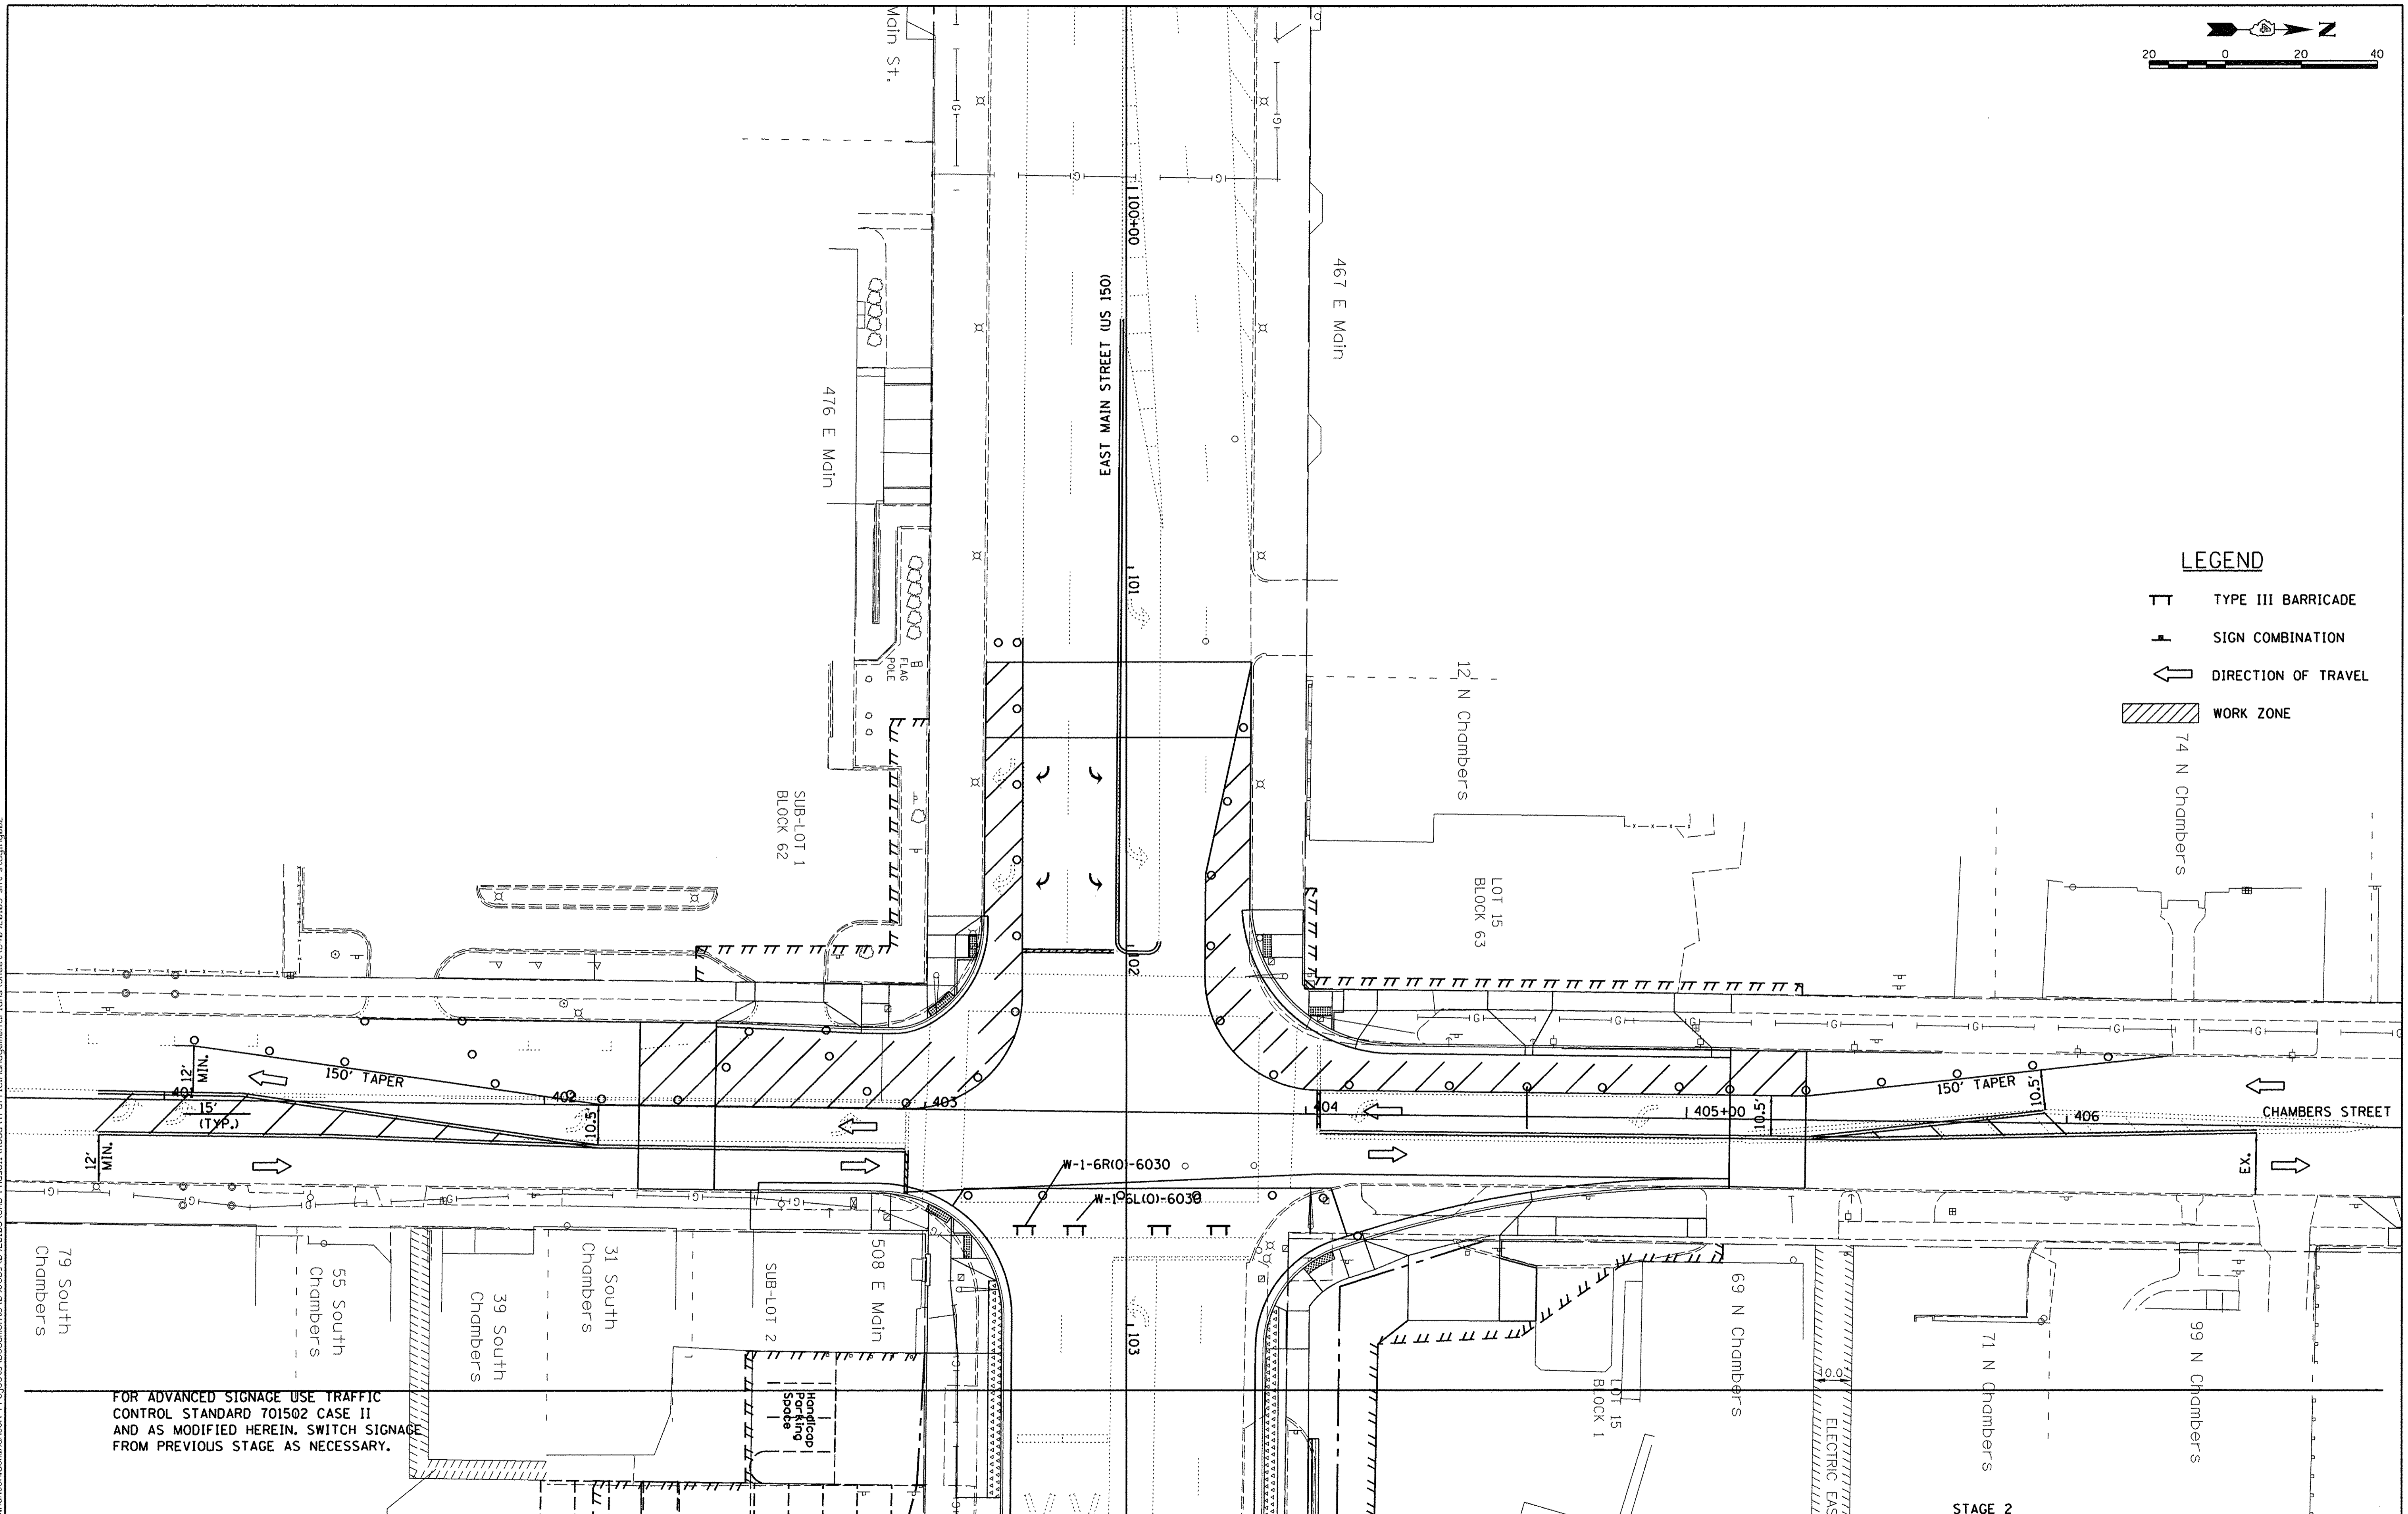 Main St.
N
20 0 20 40
G
G
G
G
100+00
EAST MAIN STREET (US 150)
467 E Main
476 E Main
101
LEGEND
TYPE III BARRICADE
SIGN COMBINATION
DIRECTION OF TRAVEL
WORK ZONE
FLAG
POLE
12 N Chambers
74 N Chambers
SUB-LOT 1
BLOCK 62
LOT 15
BLOCK 63
102
G G G G G G G G
12'
MIN.
150' TAPER
401
402
403
404
405+00
406
150' TAPER
10.5'
CHAMBERS STREET
15'
(TYP.)
10.5'
10.5'
12'
MIN.
EX.
W-1-6R(O)-6030
W-1-6L(O)-6030
G G G G G
79 South
Chambers
55 South
Chambers
39 South
Chambers
31 South
Chambers
SUB-LOT 2
508 E Main
103
69 N Chambers
71 N Chambers
99 N Chambers
LOT 15
BLOCK 1
10.0
ELECTRIC EAS
Handicap
Parking
Space
FOR ADVANCED SIGNAGE USE TRAFFIC
CONTROL STANDARD 701502 CASE II
AND AS MODIFIED HEREIN. SWITCH SIGNAGE
FROM PREVIOUS STAGE AS NECESSARY.
STAGE 2